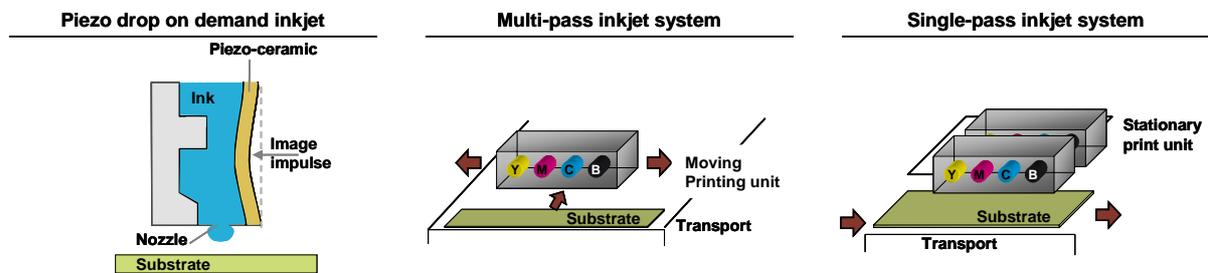 Piezo drop on demand inkjet
Piezo-ceramic
Ink
Image
impulse
Nozzle
Substrate
Multi-pass inkjet system
Y M C B
Moving
Printing unit
Substrate
Transport
Single-pass inkjet system
Stationary
print unit
Y M C B
Substrate
Transport